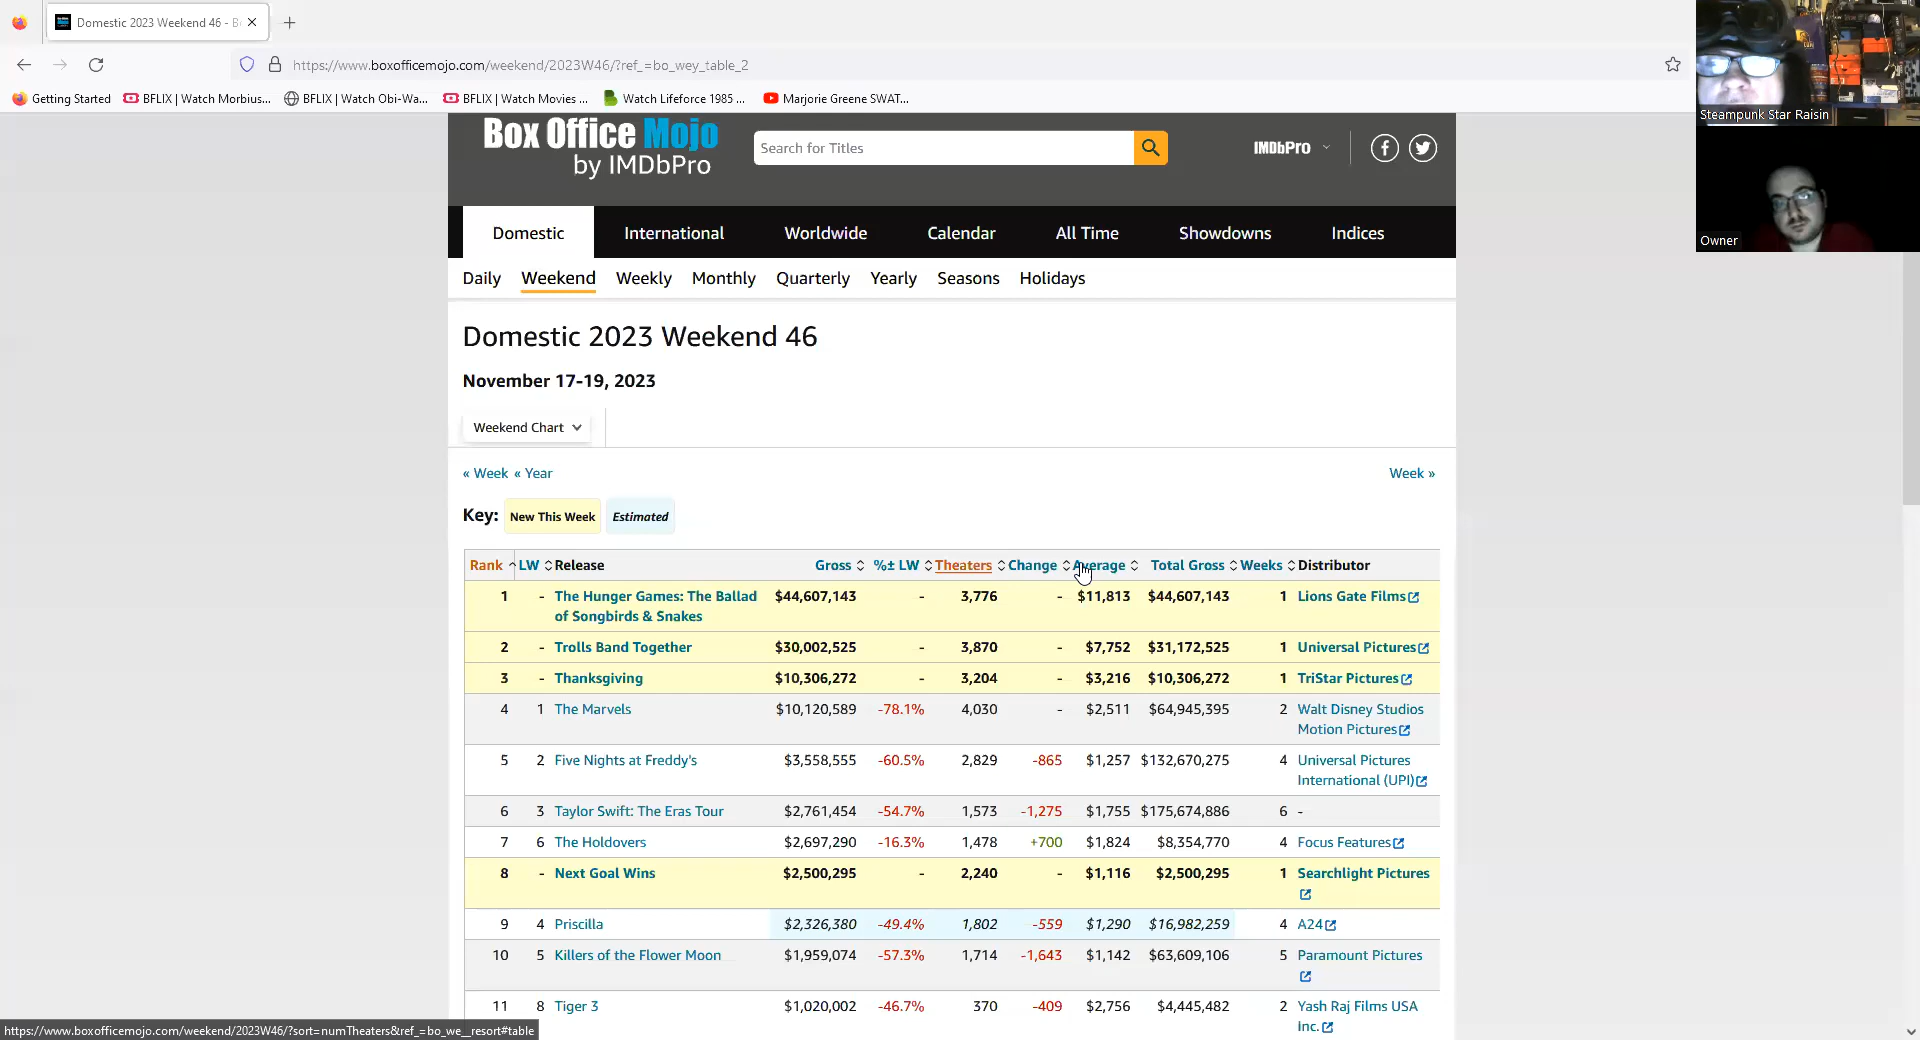 Domestic 2023 Weekend 46 - B
https://www.boxofficemojo.com/weekend/2023W46/?ref_=bo_wey_table_2
Getting Started BFLIX | Watch Morbius... BFLIX | Watch Obi-Wa... BFLIX | Watch Movies ... Watch Lifeforce 1985 ... Marjorie Greene SWAT...
Steampunk Star Raisin
Owner
Box Office Mojo
by IMDbPro
Search for Titles
IMDbPro
Domestic International Worldwide Calendar All Time Showdowns Indices
Daily Weekend Weekly Monthly Quarterly Yearly Seasons Holidays
Domestic 2023 Weekend 46
November 17-19, 2023
Weekend Chart
« Week « Year Week »
Key: New This Week Estimated
Rank LW Release Gross %± LW Theaters Change Average Total Gross Weeks Distributor
1 - The Hunger Games: The Ballad $44,607,143 - 3,776 - $11,813 $44,607,143 1 Lions Gate Films
of Songbirds & Snakes
2 - Trolls Band Together $30,002,525 - 3,870 - $7,752 $31,172,525 1 Universal Pictures
3 - Thanksgiving $10,306,272 - 3,204 - $3,216 $10,306,272 1 TriStar Pictures
4 1 The Marvels $10,120,589 -78.1% 4,030 - $2,511 $64,945,395 2 Walt Disney Studios
Motion Pictures
5 2 Five Nights at Freddy's $3,558,555 -60.5% 2,829 -865 $1,257 $132,670,275 4 Universal Pictures
International (UPI)
6 3 Taylor Swift: The Eras Tour $2,761,454 -54.7% 1,573 -1,275 $1,755 $175,674,886 6 -
7 6 The Holdovers $2,697,290 -16.3% 1,478 +700 $1,824 $8,354,770 4 Focus Features
8 - Next Goal Wins $2,500,295 - 2,240 - $1,116 $2,500,295 1 Searchlight Pictures
9 4 Priscilla $2,326,380 -49.4% 1,802 -559 $1,290 $16,982,259 4 A24
10 5 Killers of the Flower Moon $1,959,074 -57.3% 1,714 -1,643 $1,142 $63,609,106 5 Paramount Pictures
11 8 Tiger 3 $1,020,002 -46.7% 370 -409 $2,756 $4,445,482 2 Yash Raj Films USA
Inc.
https://www.boxofficemojo.com/weekend/2023W46/?sort=numTheaters&ref_=bo_we__resort#table